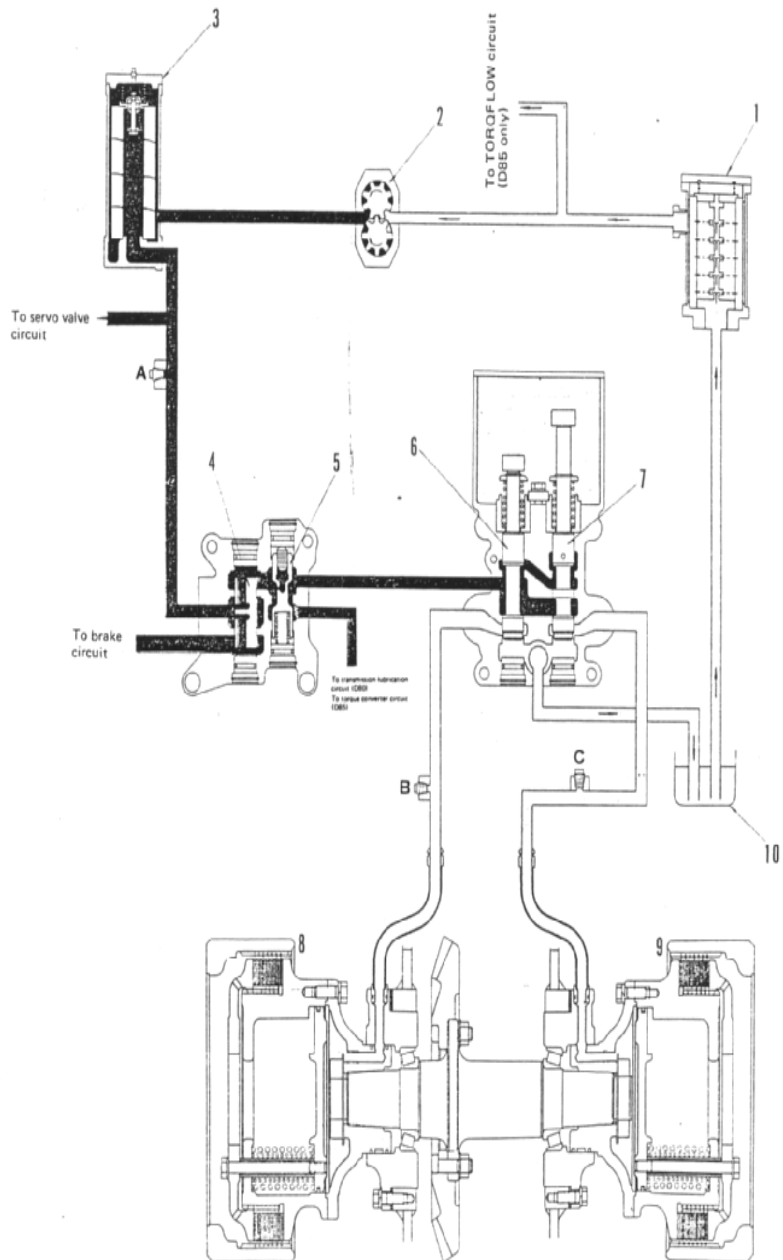 3
To TORQFLOW circuit
(D85 only)
2
1
To servo valve
circuit
A
4
5
6
7
To brake
circuit
To transmission lubrication
circuit (D80)
To torque converter circuit
(D85)
B
C
10
8
9